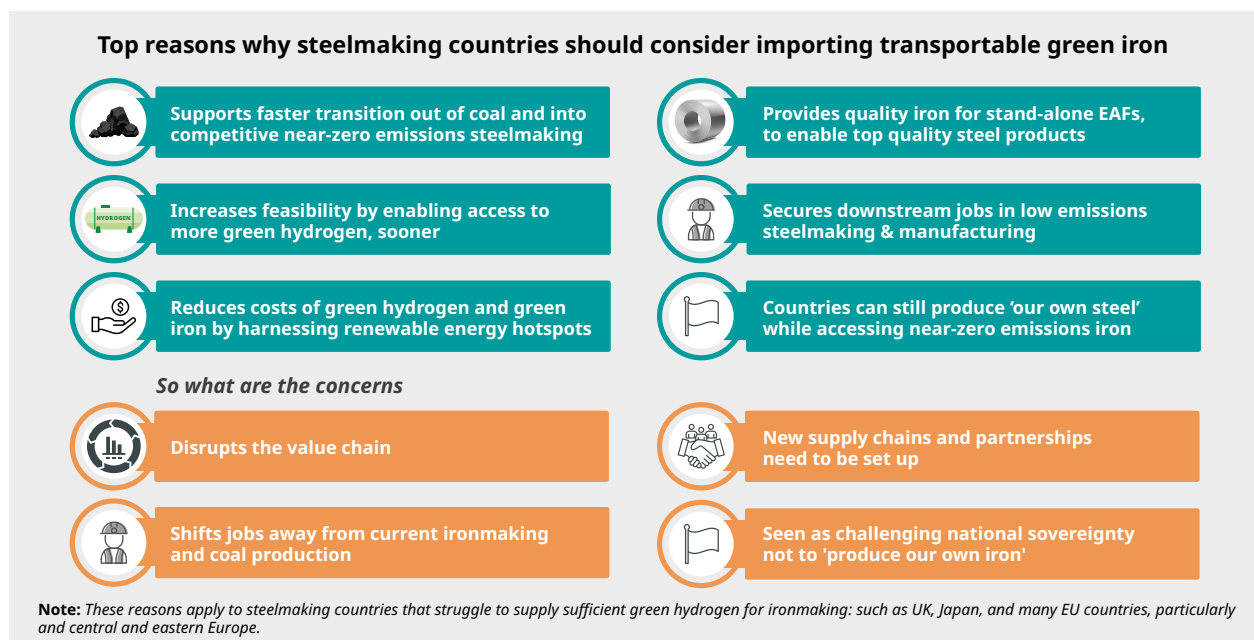 Top reasons why steelmaking countries should consider importing transportable green iron
Supports faster transition out of coal and into
competitive near-zero emissions steelmaking
Provides quality iron for stand-alone EAFs,
to enable top quality steel products
HYDROGEN
Increases feasibility by enabling access to
more green hydrogen, sooner
Secures downstream jobs in low emissions
steelmaking & manufacturing
$
Reduces costs of green hydrogen and green
iron by harnessing renewable energy hotspots
Countries can still produce ‘our own steel’
while accessing near-zero emissions iron
So what are the concerns
Disrupts the value chain
New supply chains and partnerships
need to be set up
Shifts jobs away from current ironmaking
and coal production
Seen as challenging national sovereignty
not to 'produce our own iron'
Note: These reasons apply to steelmaking countries that struggle to supply sufficient green hydrogen for ironmaking: such as UK, Japan, and many EU countries, particularly
and central and eastern Europe.